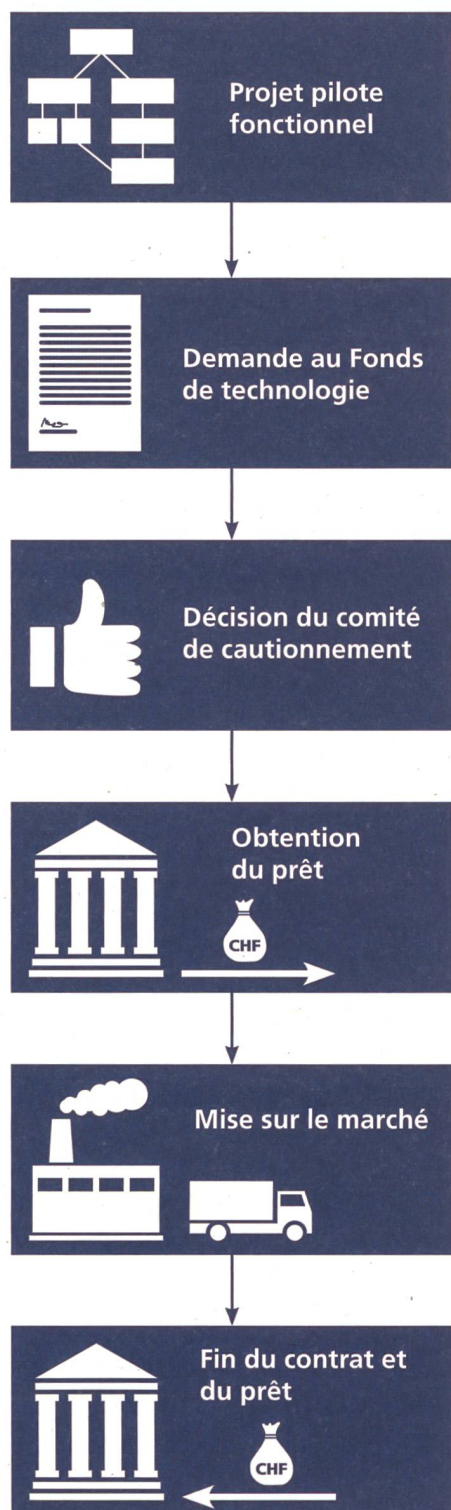 Projet pilote
fonctionnel
Demande au Fonds
de technologie
Décision du comité
de cautionnement
Obtention
du prêt
CHF
Mise sur le marché
Fin du contrat et
du prêt
CHF